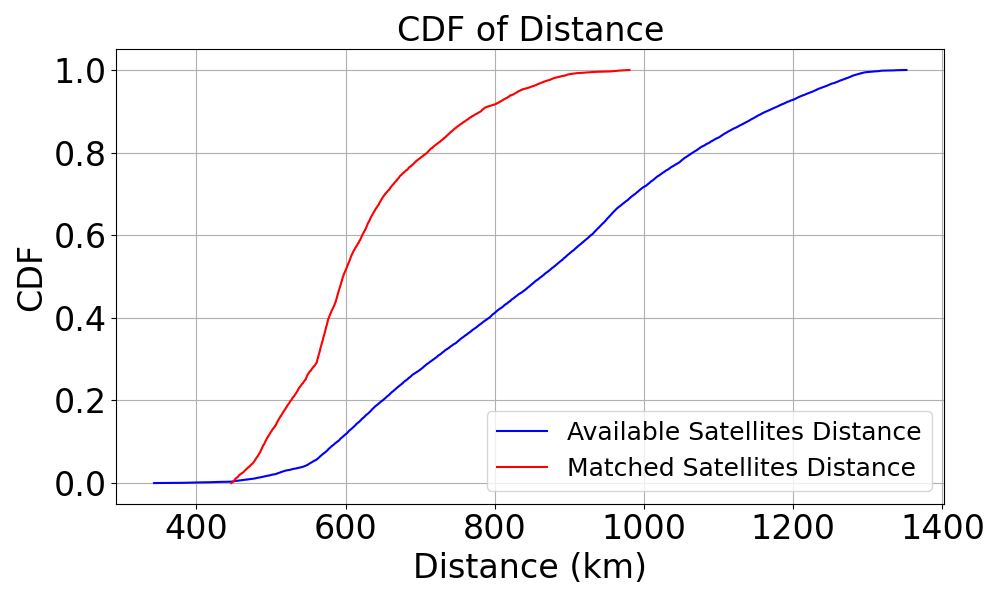 CDF of Distance
1.0
0.8
0.6
0.4
0.2
0.0
CDF
Available Satellites Distance
Matched Satellites Distance
400 600 800 1000 1200 1400
Distance (km)